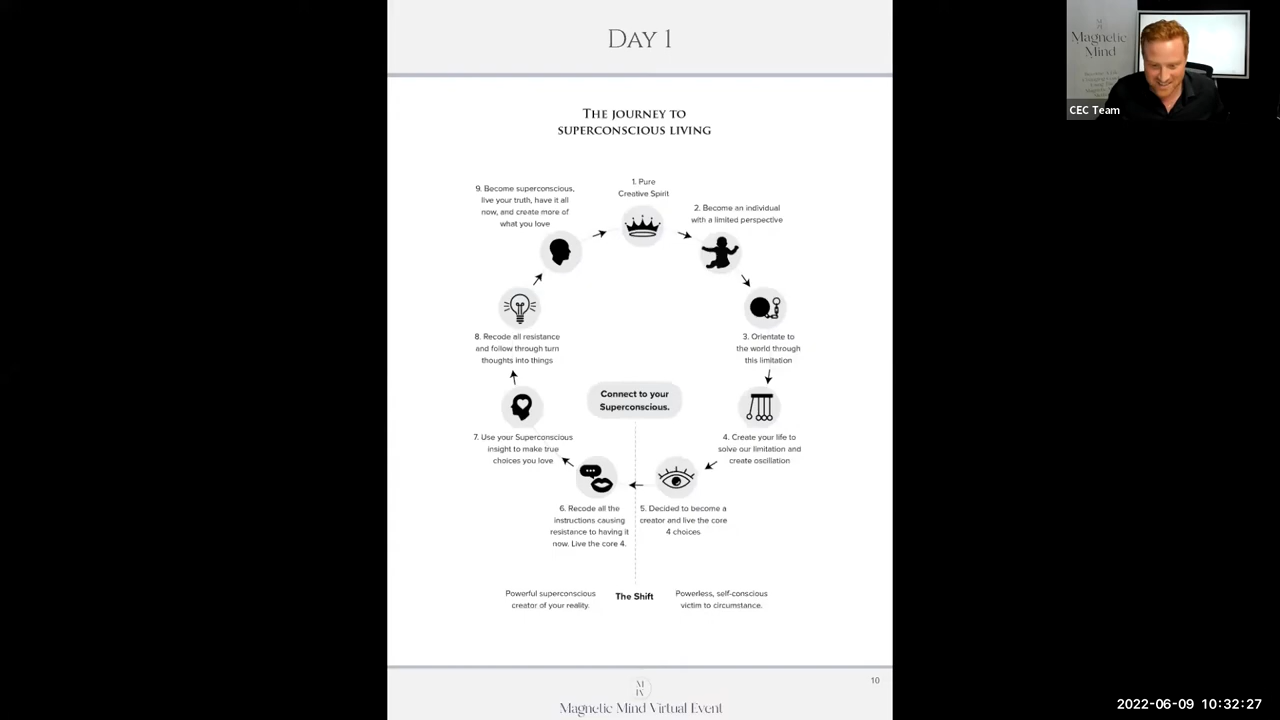 DAY 1
THE JOURNEY TO
SUPERCONSCIOUS LIVING
1. Pure
Creative Spirit
2. Become an individual
with a limited perspective
3. Orientate to
the world through
this limitation
4. Create your life to
solve our limitation and
create oscillation
5. Decided to become a
creator and live the core
4 choices
6. Recode all the
instructions causing
resistance to having it
now. Live the core 4.
7. Use your Superconscious
insight to make true
choices you love
8. Recode all resistance
and follow through turn
thoughts into things
9. Become superconscious,
live your truth, have it all
now, and create more of
what you love
Connect to your
Superconscious.
Powerful superconscious
creator of your reality.
The Shift
Powerless, self-conscious
victim to circumstance.
10
Magnetic Mind Virtual Event
Magnetic
Mind
CEC Team
2022-06-09 10:32:27